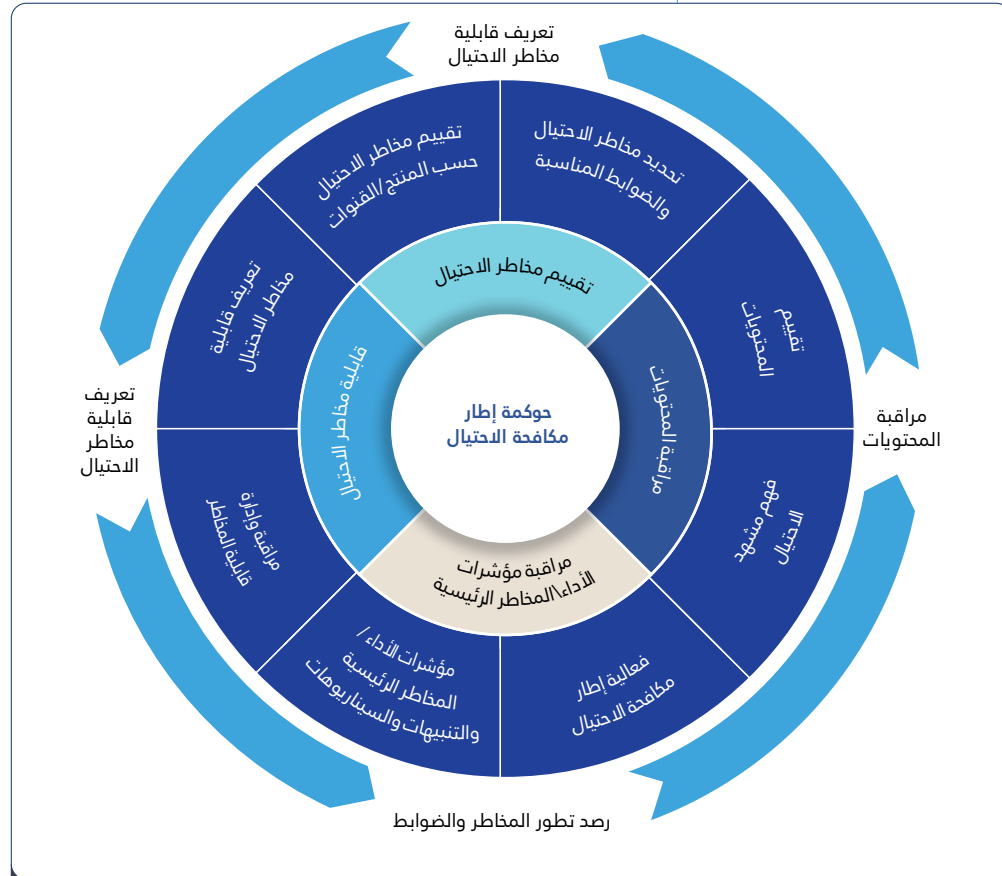 تعريف قابلية
مخاطر الاحتيال
تحديد مخاطر الاحتيال
والضوابط المناسبة
تقييم
المحتويات
مراقبة
المحتويات
فهم مشهد
الاحتيال
فعالية إطار
مكافحة الاحتيال
رصد تطور المخاطر والضوابط
مؤشرات الأداء /
المخاطر الرئيسية
والتنبيهات والسيناريوهات
مراقبة وإدارة
قابلية المخاطر
تعريف
قابلية
مخاطر
الاحتيال
تعريف قابلية
مخاطر الاحتيال
تقييم مخاطر الاحتيال
حسب المنتج/القنوات
تقييم مخاطر الاحتيال
مراقبة المحتويات
مراقبة مؤشرات
الأداء\المخاطر الرئيسية
قابلية مخاطر الاحتيال
حوكمة إطار
مكافحة الاحتيال